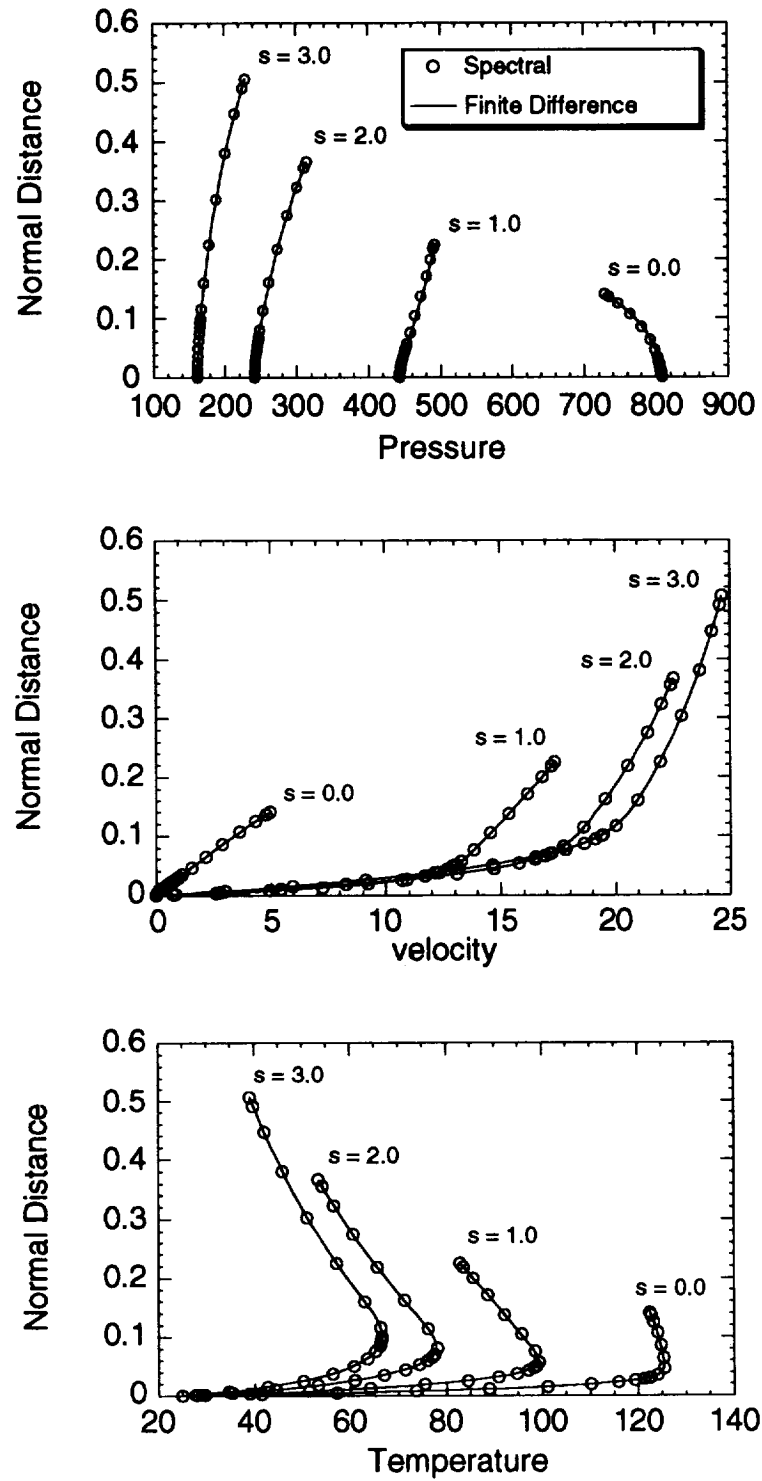 0.6
s = 3.0
Spectral
0.5
Finite Difference
s = 2.0
0.4
Normal Distance
0.3
s = 1.0
0.2
s = 0.0
0.1
0
100 200 300 400 500 600 700 800 900
Pressure
0.6
s = 3.0
0.5
s = 2.0
0.4
Normal Distance
0.3
s = 1.0
0.2
s = 0.0
0.1
0
0 5 10 15 20 25
velocity
0.6
s = 3.0
0.5
s = 2.0
0.4
Normal Distance
0.3
s = 1.0
0.2
s = 0.0
0.1
0
20 40 60 80 100 120 140
Temperature